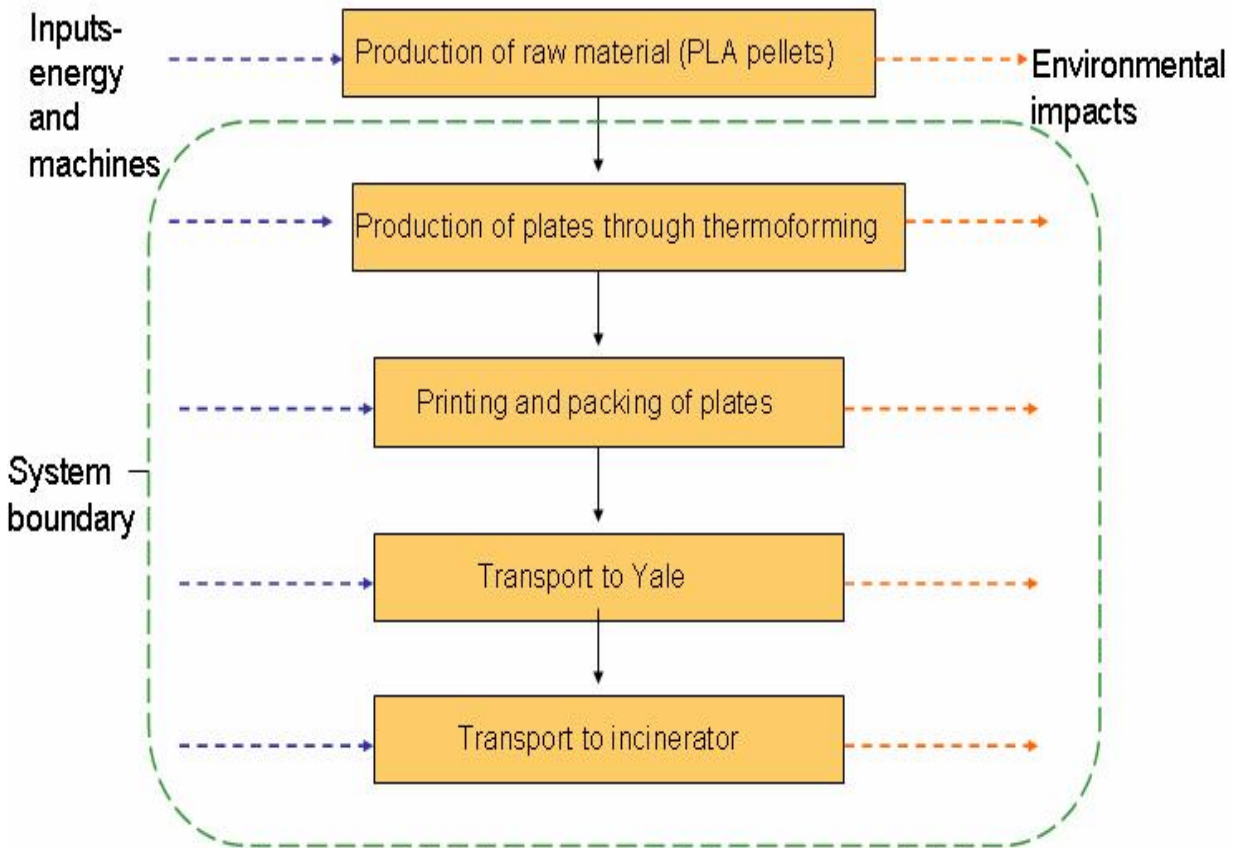 Inputs-
energy
and
machines
Production of raw material (PLA pellets)
Environmental
impacts
Production of plates through thermoforming
Printing and packing of plates
System
boundary
Transport to Yale
Transport to incinerator